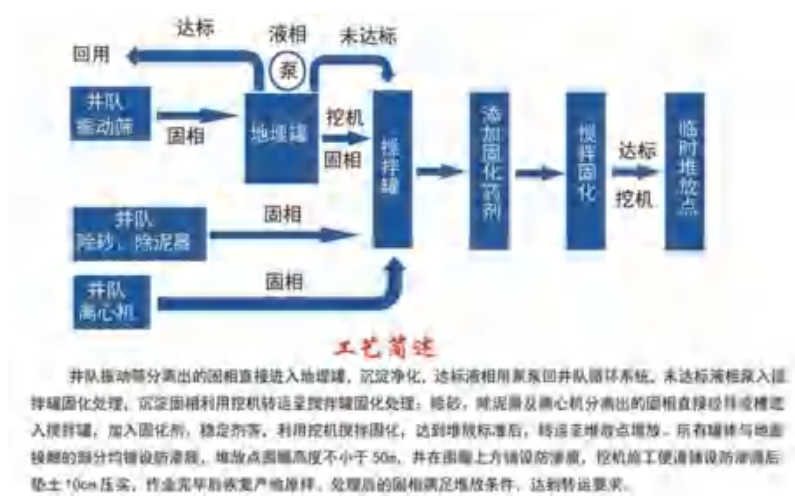 达标
液相
未达标
回用
泵
井队
振动筛
固相
地埋罐
挖机
固相
搅拌罐
添加固化药剂
搅拌固化
达标
挖机
临时堆放点
井队
除砂、除泥器
固相
井队
离心机
固相
工艺简述
井队振动筛分离出的固相直接进入地埋罐，沉淀净化，达标液相用泵泵回井队循环系统，未达标液相泵入搅
拌罐固化处理，沉淀固相利用挖机转运至搅拌罐固化处理；除砂、除泥器及离心机分离出的固相直接经 槽进
入搅拌罐，加入固化剂、稳定剂等，利用挖机搅拌固化，达到堆放标准后，转运至堆放点堆放。所有罐体与地面
接触的部分均铺设防渗膜，堆放点围堰高度不小于50m，并在围堰上方铺设防渗膜，挖机施工便道铺设防渗膜后
垫土10cm压实，作业完毕后恢复原样。处理后的固相满足堆放条件，达到转运要求。